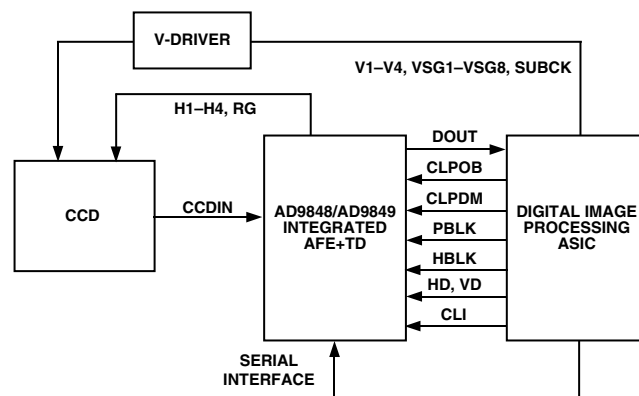 V-DRIVER
V1–V4, VSG1–VSG8, SUBCK
H1–H4, RG
CCD
CCDIN
AD9848/AD9849
INTEGRATED
AFE+TD
DOUT
CLPOB
CLPDM
PBLK
HBLK
HD, VD
CLI
DIGITAL IMAGE
PROCESSING
ASIC
SERIAL
INTERFACE